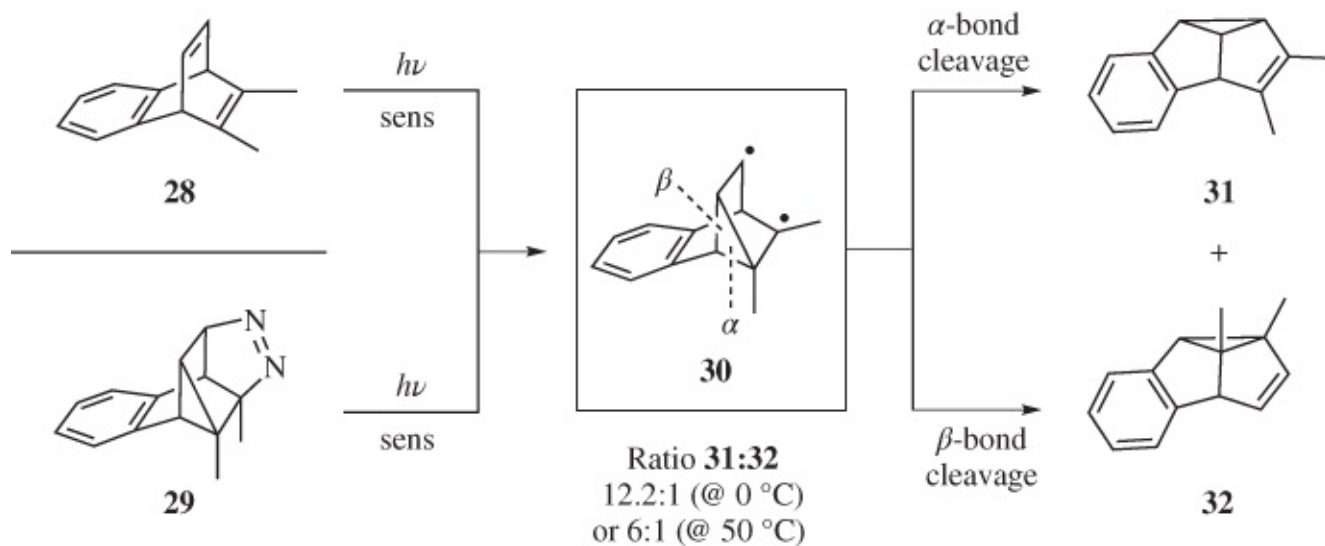 hν
sens
28
α-bond
cleavage
31
β
α
30
+
N
N
hν
sens
29
Ratio 31:32
12.2:1 (@ 0 °C)
or 6:1 (@ 50 °C)
β-bond
cleavage
32